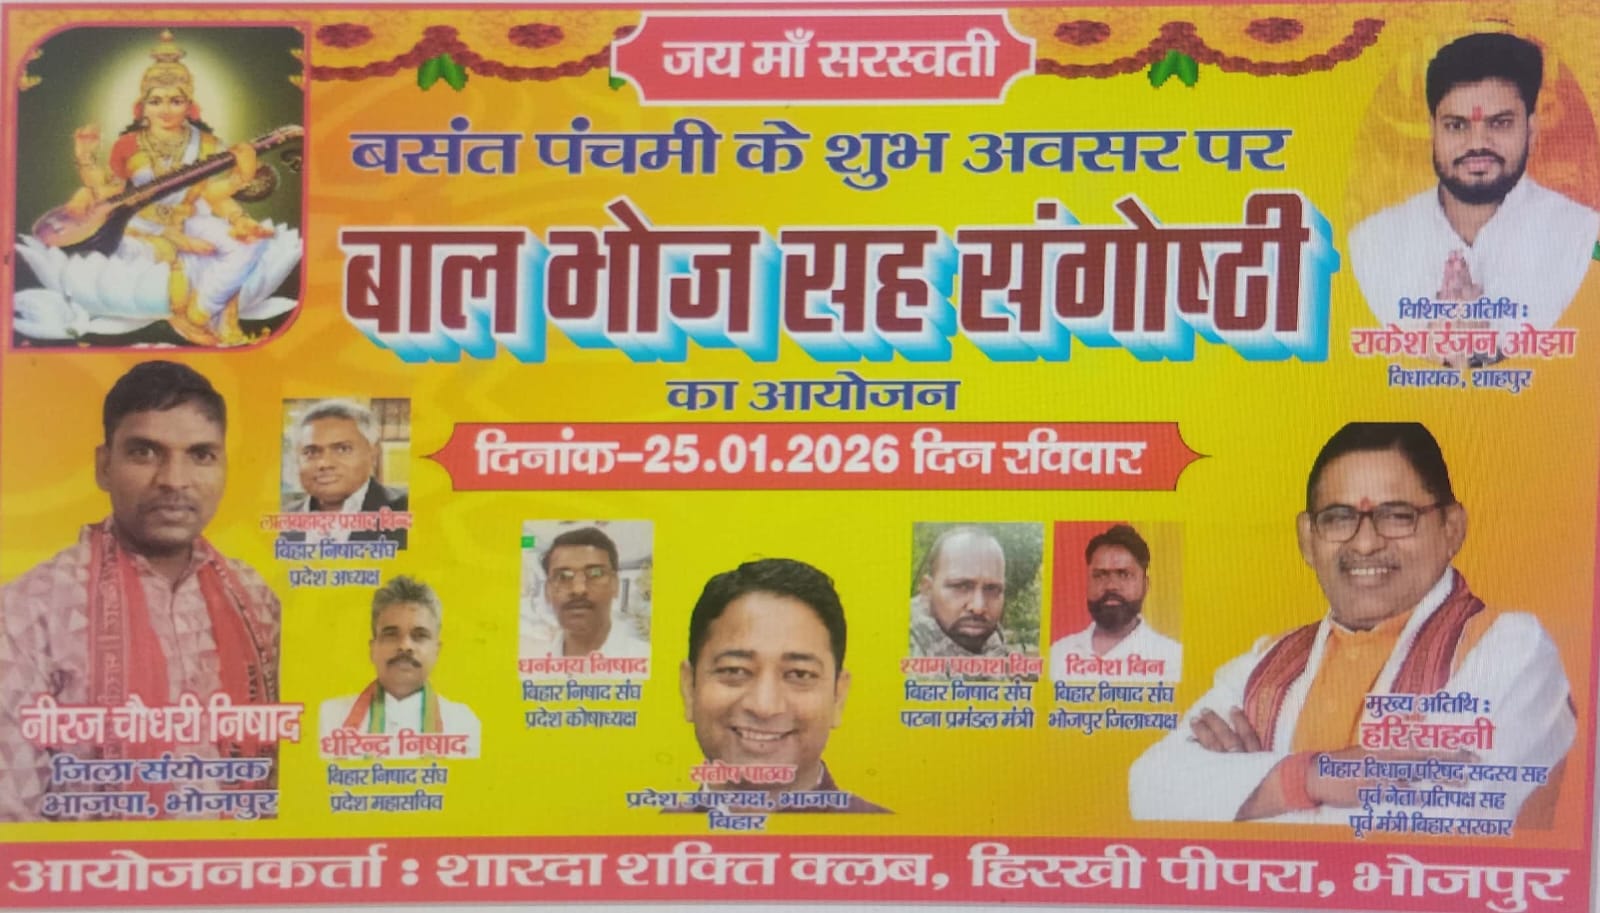 जय माँ सरस्वती
बसंत पंचमी के शुभ अवसर पर
बाल भोज सह संगोष्ठी
का आयोजन
दिनांक-25.01.2026 दिन रविवार
विशिष्ट अतिथि :
राकेश रंजन ओझा
विधायक, शाहपुर
लालबहादुर प्रसाद बिन्द
बिहार निषाद संघ
प्रदेश अध्यक्ष
नीरज चौधरी निषाद
जिला संयोजक
भाजपा, भोजपुर
धीरेन्द्र निषाद
बिहार निषाद संघ
प्रदेश महासचिव
धनंजय निषाद
बिहार निषाद संघ
प्रदेश कोषाध्यक्ष
संतोष पाठक
प्रदेश उपाध्यक्ष, भाजपा
बिहार
श्याम प्रकाश बिन
बिहार निषाद संघ
पटना प्रमंडल मंत्री
दिनेश बिन
बिहार निषाद संघ
भोजपुर जिलाध्यक्ष
मुख्य अतिथि :
हरि सहनी
बिहार विधान परिषद सदस्य सह
पूर्व नेता प्रतिपक्ष सह
पूर्व मंत्री बिहार सरकार
आयोजनकर्ता : शारदा शक्ति क्लब, हिरखी पीपरा, भोजपुर